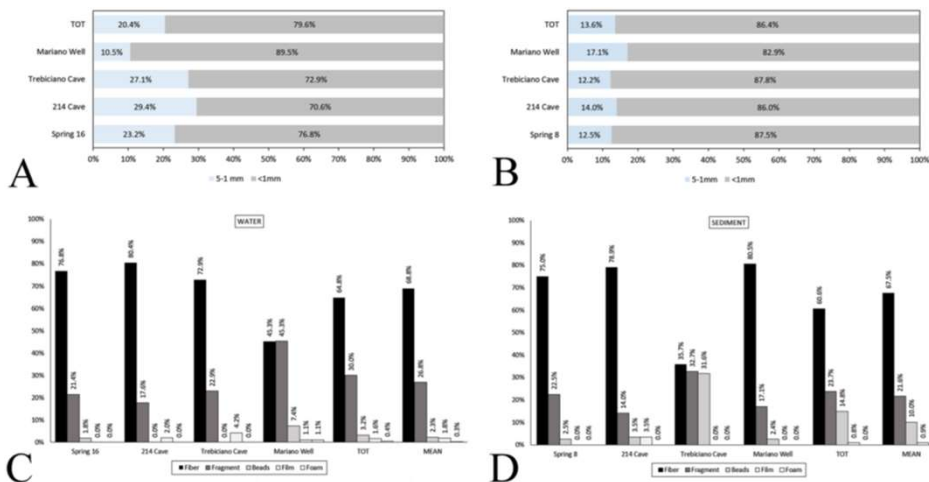 TOT 20.4% 79.6%
Mariano Well 10.5% 89.5%
Trebiciano Cave 27.1% 72.9%
214 Cave 29.4% 70.6%
Spring 16 23.2% 76.8%
0% 10% 20% 30% 40% 50% 60% 70% 80% 90% 100%
5-1 mm <1mm
A
TOT 13.6% 86.4%
Mariano Well 17.1% 82.9%
Trebiciano Cave 12.2% 87.8%
214 Cave 14.0% 86.0%
Spring 8 12.5% 87.5%
0% 10% 20% 30% 40% 50% 60% 70% 80% 90% 100%
5-1mm <1mm
B
WATER
100%
90%
80%
70%
60%
50%
40%
30%
20%
10%
0%
76.8% 21.4% 1.8% 0.0% 0.0%
80.4% 17.6% 0.0% 2.0% 0.0%
72.9% 22.9% 0.0% 4.2% 0.0%
45.3% 45.3% 7.4% 1.1% 1.1%
64.8% 30.0% 3.2% 1.6% 0.4%
68.8% 26.8% 2.3% 1.8% 0.3%
Spring 16 214 Cave Trebiciano Cave Mariano Well TOT MEAN
Fiber Fragment Beads Film Foam
C
SEDIMENT
100%
90%
80%
70%
60%
50%
40%
30%
20%
10%
0%
75.0% 22.5% 2.5% 0.0% 0.0%
78.9% 14.0% 3.5% 3.5% 0.0%
35.7% 32.7% 31.6% 0.0% 0.0%
80.5% 17.1% 2.4% 0.0% 0.0%
60.6% 23.7% 14.8% 0.8% 0.0%
67.5% 21.6% 10.0% 0.9% 0.0%
Spring 8 214 Cave Trebiciano Cave Mariano Well TOT MEAN
Fiber Fragment Beads Film Foam
D